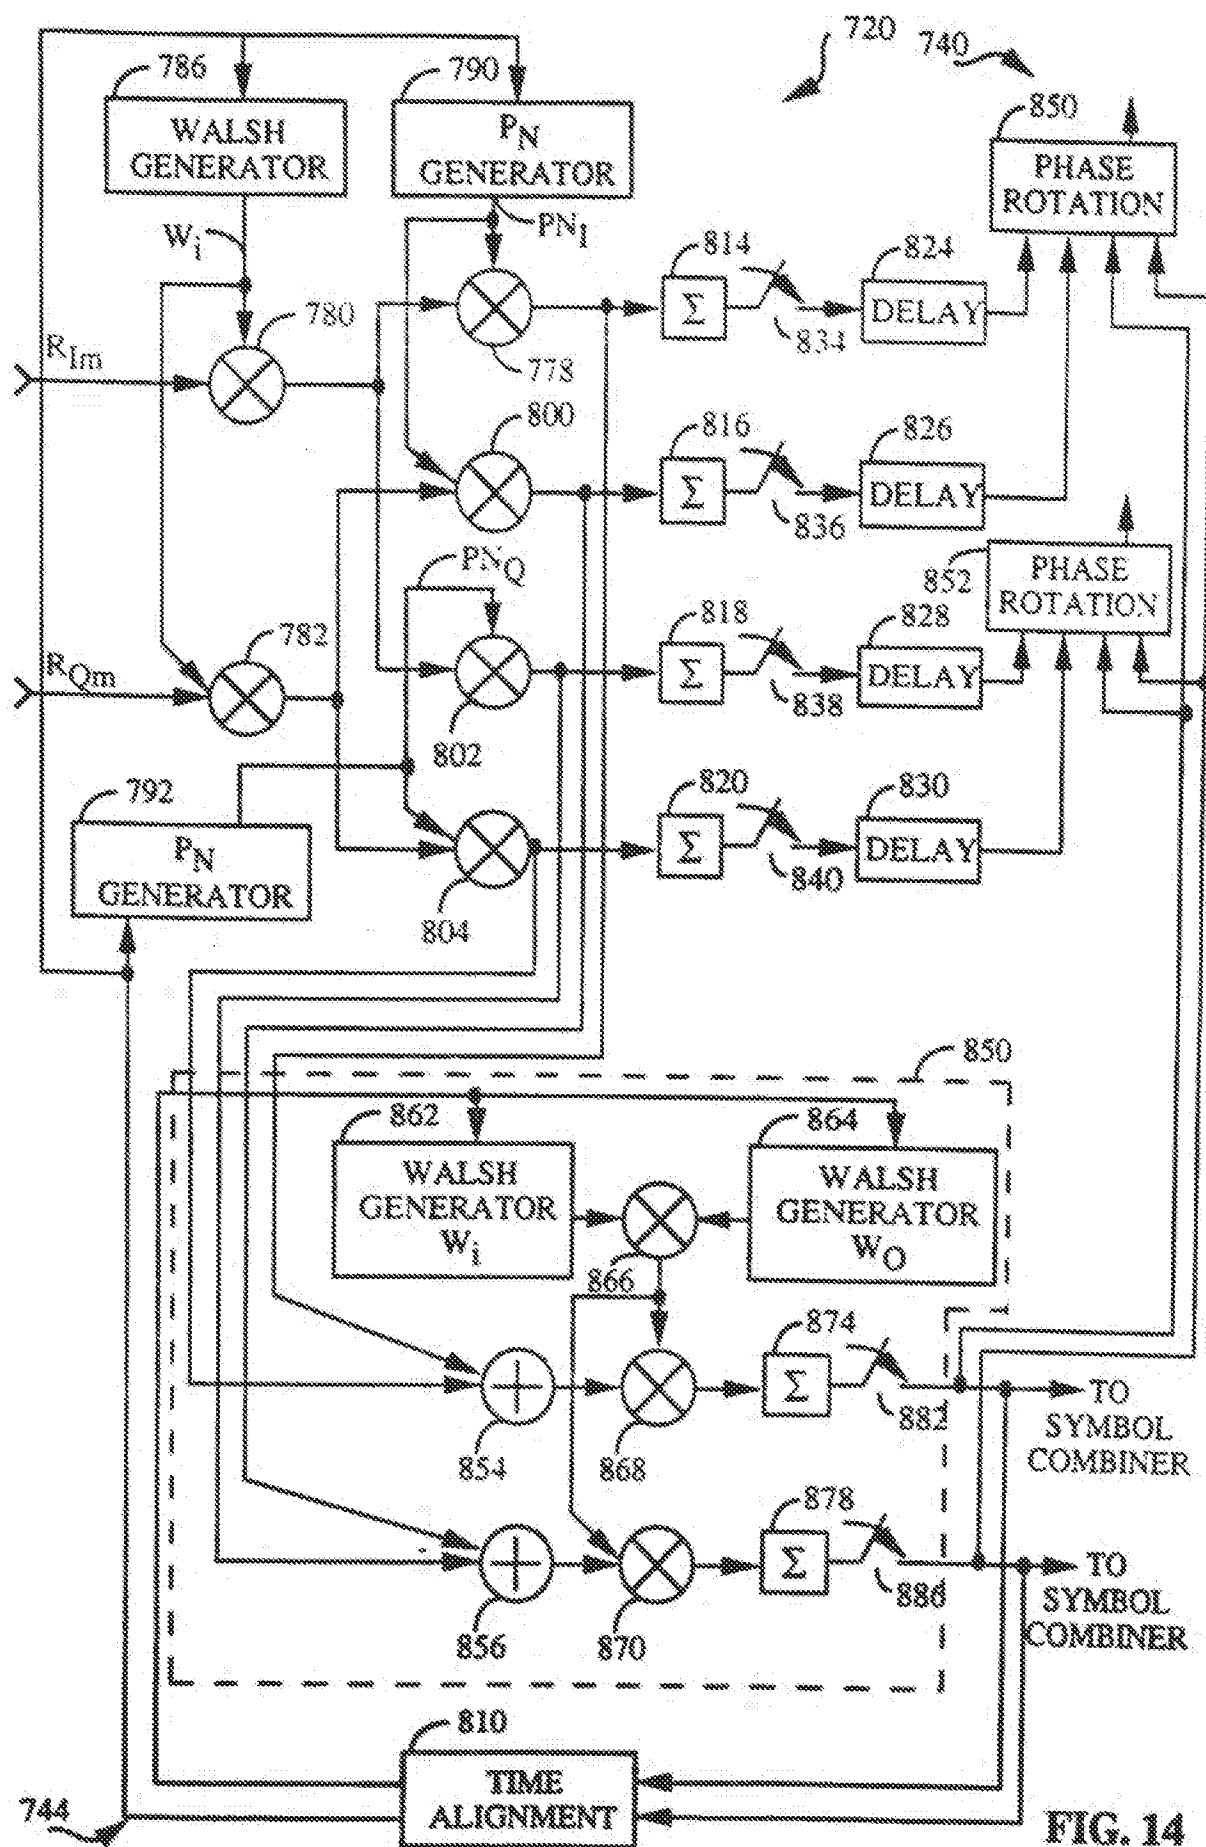 720
740
786
790
850
WALSH
GENERATOR
PN
GENERATOR
PHASE
ROTATION
Wi
PNI
814
824
780
Σ
DELAY
RIm
834
778
800
816
826
Σ
DELAY
836
PNQ
852
PHASE
ROTATION
782
818
828
RQm
Σ
DELAY
838
802
792
820
830
PN
GENERATOR
Σ
DELAY
840
804
850
862
864
WALSH
GENERATOR
Wi
WALSH
GENERATOR
WO
866
874
Σ
882
TO
SYMBOL
COMBINER
854
868
878
Σ
886
TO
SYMBOL
COMBINER
856
870
810
TIME
ALIGNMENT
744
FIG. 14